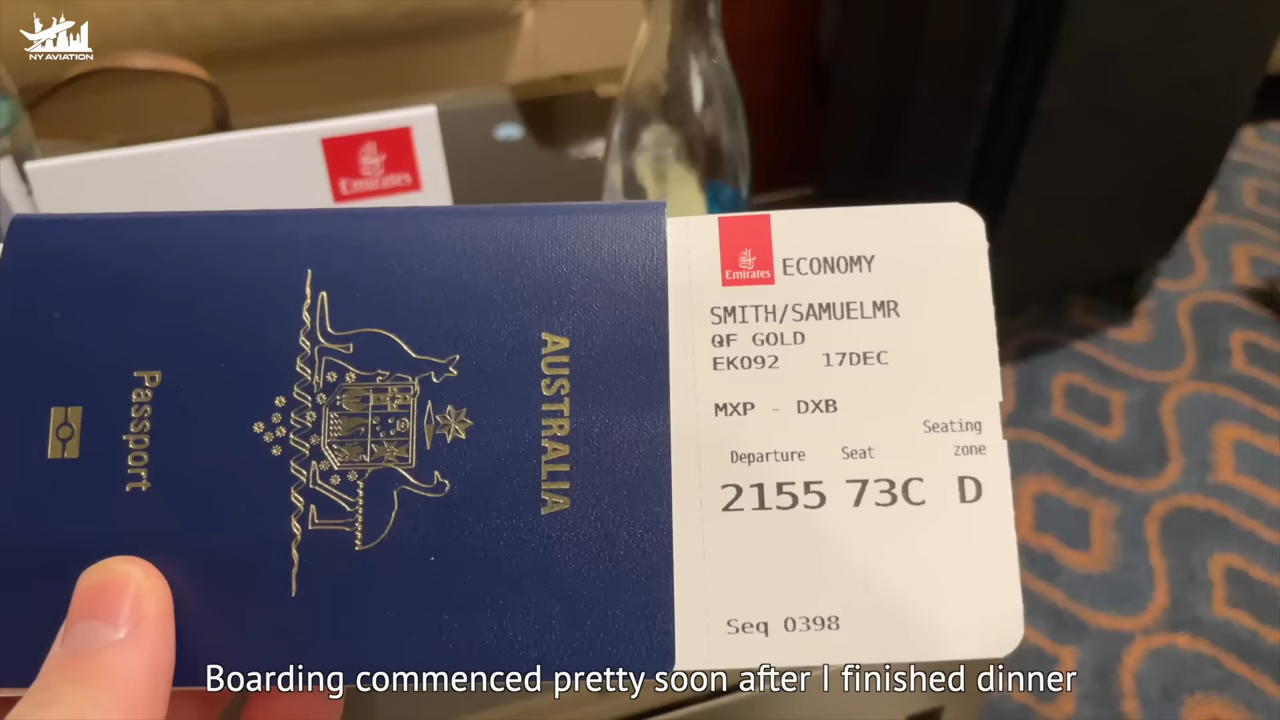 NY AVIATION
Emirates
AUSTRALIA
Passport
Emirates
ECONOMY
SMITH/SAMUELMR
QF GOLD
EK092 17DEC
MXP - DXB
Departure Seat Seating zone
2155 73C D
Seq 0398
Boarding commenced pretty soon after I finished dinner